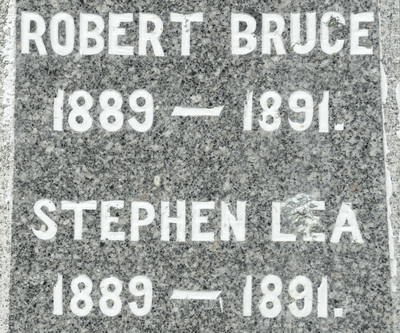 ROBERT BRUCE
1889 — 1891.
STEPHEN LEA
1889 — 1891.